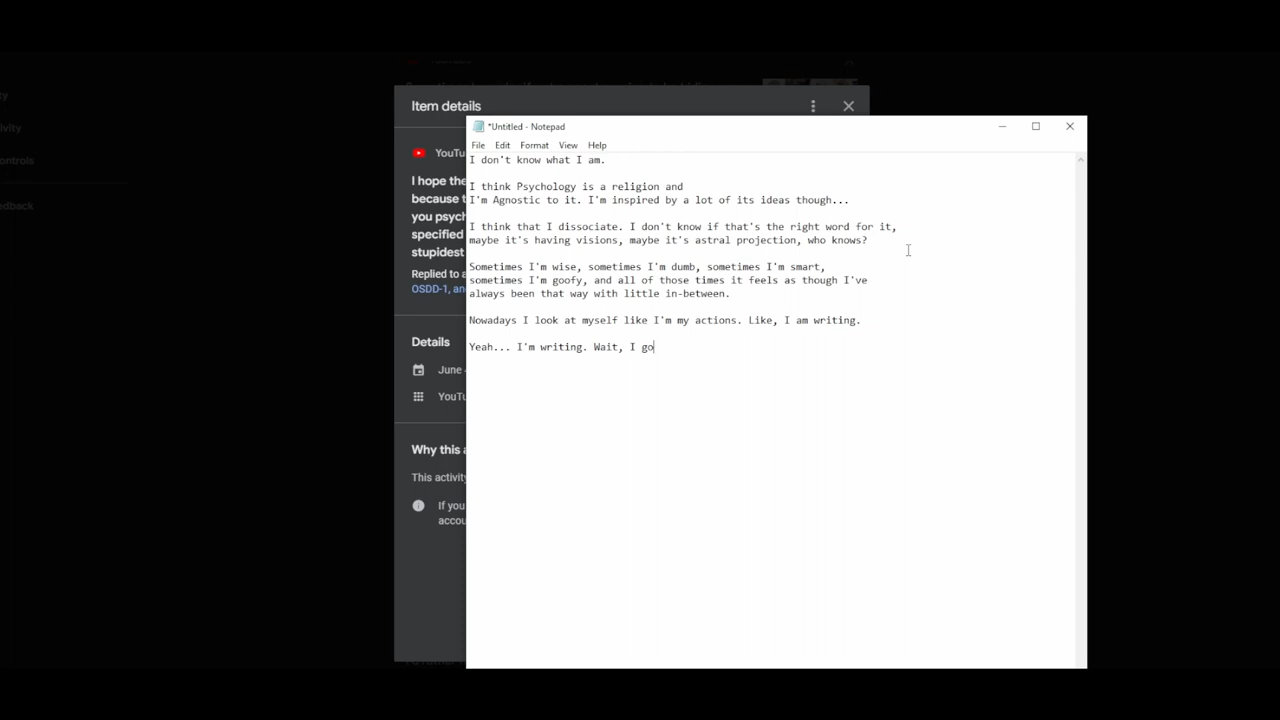 Item details
*Untitled - Notepad
File Edit Format View Help
YouTu
I hope the
because t
you psych
specified
stupidest
Replied to a
OSDD-1, an
Details
June
YouTu
Why this a
This activity
If you
accou
I don't know what I am.
I think Psychology is a religion and
I'm Agnostic to it. I'm inspired by a lot of its ideas though...
I think that I dissociate. I don't know if that's the right word for it,
maybe it's having visions, maybe it's astral projection, who knows?
Sometimes I'm wise, sometimes I'm dumb, sometimes I'm smart,
sometimes I'm goofy, and all of those times it feels as though I've
always been that way with little in-between.
Nowadays I look at myself like I'm my actions. Like, I am writing.
Yeah... I'm writing. Wait, I go
cy
ivity
ontrols
edback